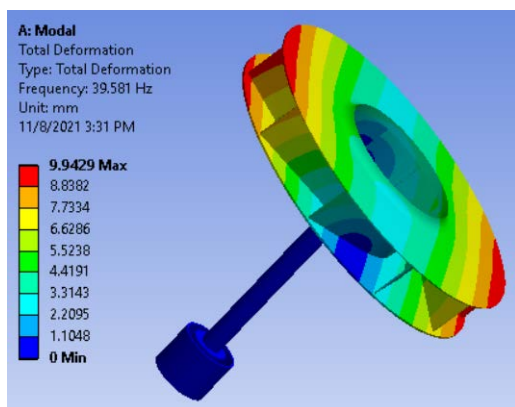 A: Modal
Total Deformation
Type: Total Deformation
Frequency: 39.581 Hz
Unit: mm
11/8/2021 3:31 PM
9.9429 Max
8.8382
7.7334
6.6286
5.5238
4.4191
3.3143
2.2095
1.1048
0 Min